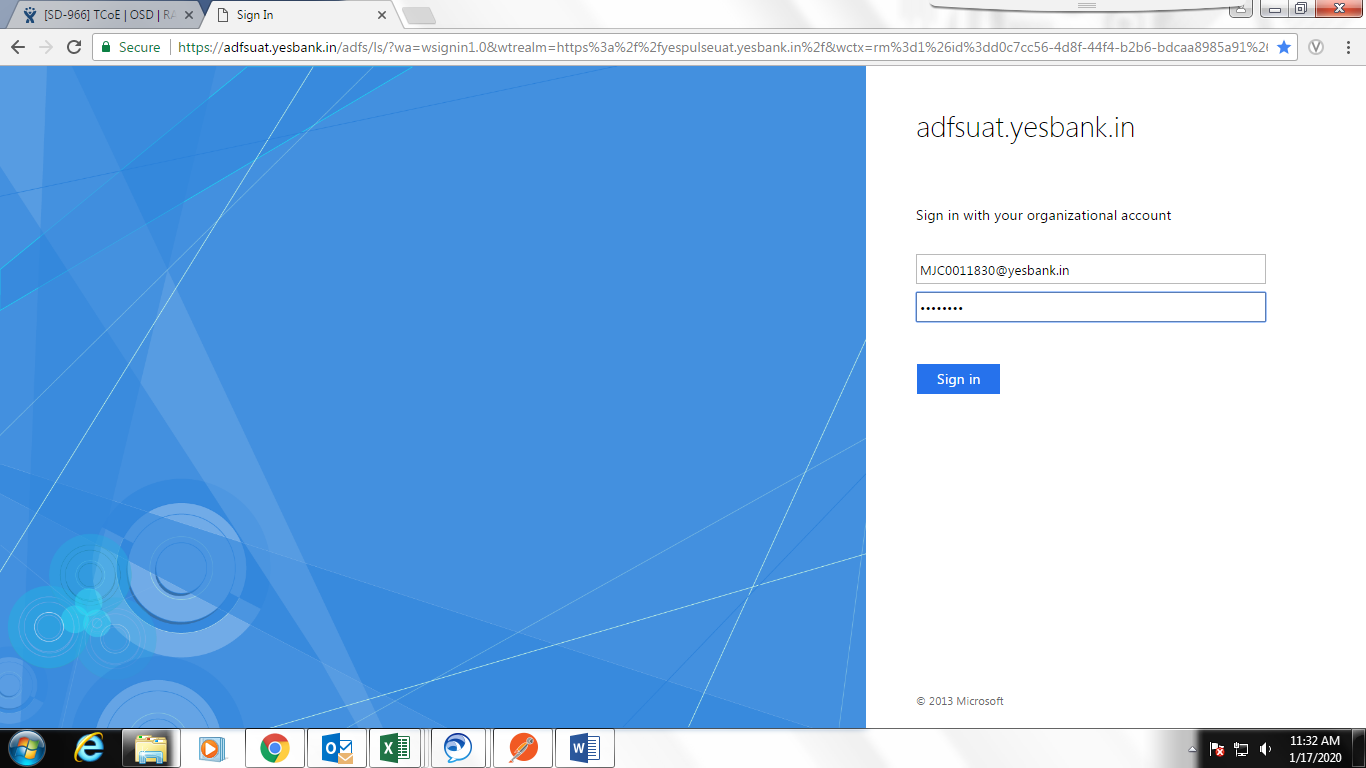 [SD-966] TCoE | OSD | RA
Sign In
Secure
https://adfsuat.yesbank.in/adfs/ls/?wa=wsignin1.0&wtrealm=https%3a%2f%2fyespulseuat.yesbank.in%2f&wctx=rm%3d1%26id%3dd0c7cc56-4d8f-44f4-b2b6-bdcaa8985a91%26
adfsuat.yesbank.in
Sign in with your organizational account
MJC0011830@yesbank.in
••••••••
Sign in
© 2013 Microsoft
11:32 AM
1/17/2020